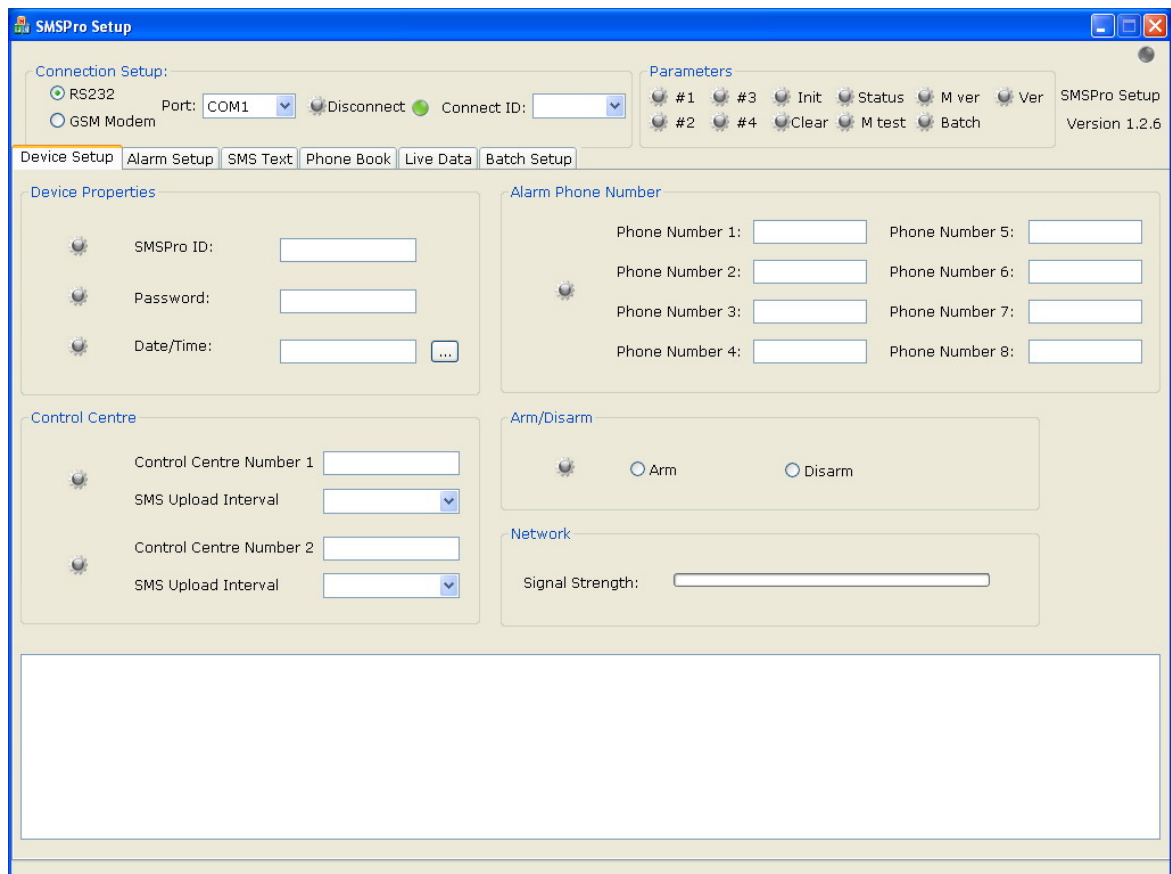 SMSPro Setup
Connection Setup:
RS232
GSM Modem
Port: COM1
Disconnect
Connect ID:
Parameters
#1 #3 Init Status M ver Ver
#2 #4 Clear M test Batch
SMSPro Setup
Version 1.2.6
Device Setup Alarm Setup SMS Text Phone Book Live Data Batch Setup
Device Properties
SMSPro ID:
Password:
Date/Time:
...
Alarm Phone Number
Phone Number 1: Phone Number 5:
Phone Number 2: Phone Number 6:
Phone Number 3: Phone Number 7:
Phone Number 4: Phone Number 8:
Control Centre
Control Centre Number 1
SMS Upload Interval
Control Centre Number 2
SMS Upload Interval
Arm/Disarm
Arm Disarm
Network
Signal Strength: